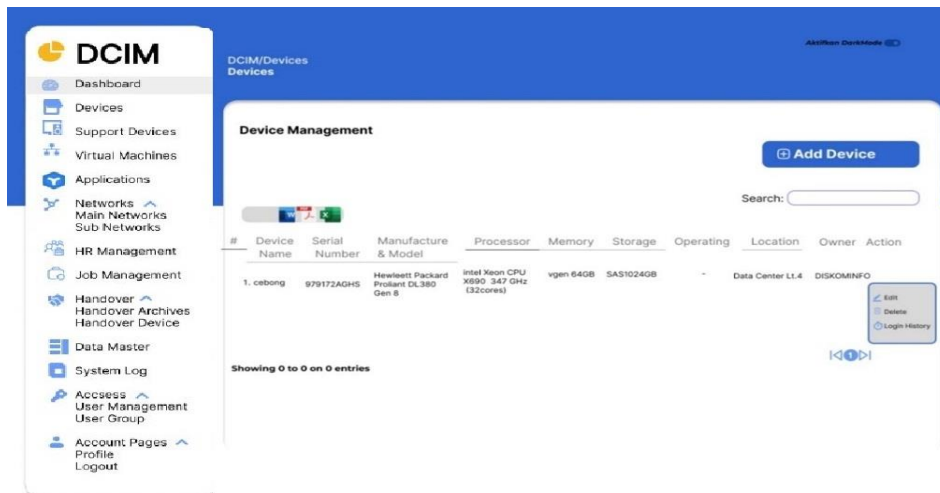 DCIM
Dashboard
Devices
Support Devices
Virtual Machines
Applications
Networks
Main Networks
Sub Networks
HR Management
Job Management
Handover
Handover Archives
Handover Device
Data Master
System Log
Accsess
User Management
User Group
Account Pages
Profile
Logout
DCIM/Devices
Devices
Aktifkan DarkMode
Device Management
Add Device
Search:
# Device Name Serial Number Manufacture & Model Processor Memory Storage Operating Location Owner Action
1. cebong 979172AGHS Hewleett Packard Proliant DL380 Gen 8 intel Xeon CPU X690 347 GHz (32cores) vgen 64GB SAS1024GB - Data Center Lt.4 DISKOMINFO
Edit
Delete
Login History
1
Showing 0 to 0 on 0 entries